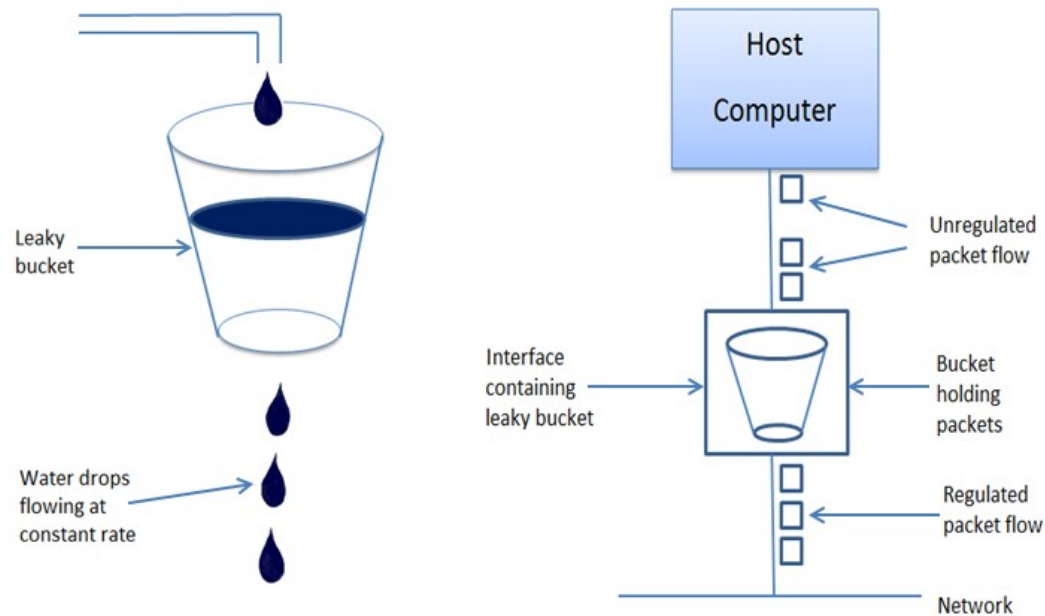 Leaky
bucket
Water drops
flowing at
constant rate
Host
Computer
Unregulated
packet flow
Interface
containing
leaky bucket
Bucket
holding
packets
Regulated
packet flow
Network